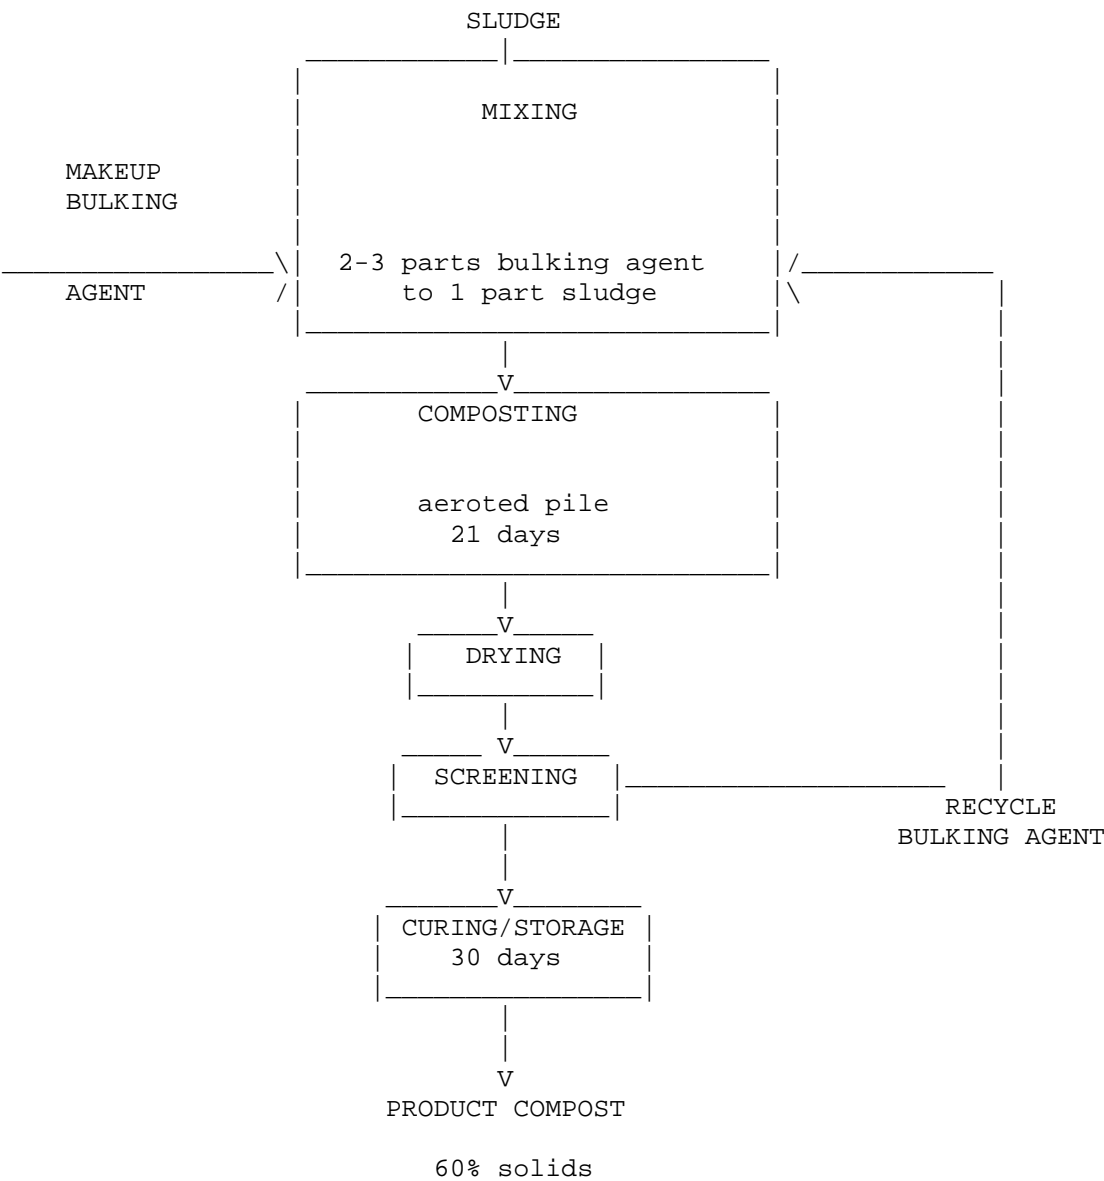 SLUDGE
MIXING
MAKEUP
BULKING
2-3 parts bulking agent
AGENT to 1 part sludge
COMPOSTING
aeroted pile
21 days
DRYING
SCREENING
RECYCLE
BULKING AGENT
CURING/STORAGE
30 days
PRODUCT COMPOST
60% solids